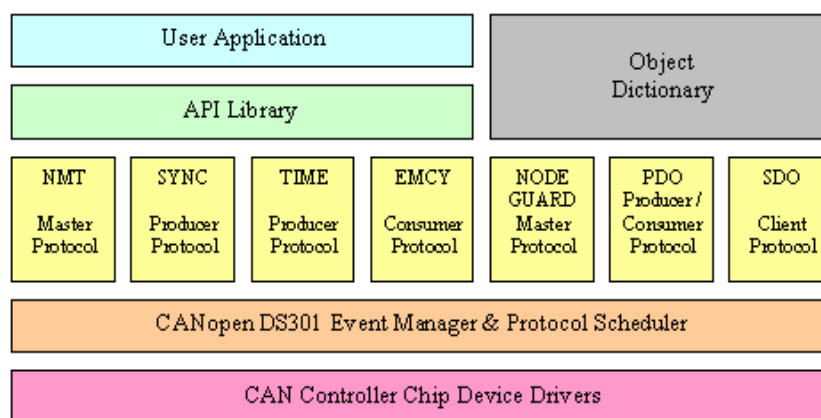 User Application
Object
Dictionary
API Library
NMT
Master
Protocol
SYNC
Producer
Protocol
TIME
Producer
Protocol
EMCY
Consumer
Protocol
NODE
GUARD
Master
Protocol
PDO
Producer /
Consumer
Protocol
SDO
Client
Protocol
CANopen DS301 Event Manager & Protocol Scheduler
CAN Controller Chip Device Drivers